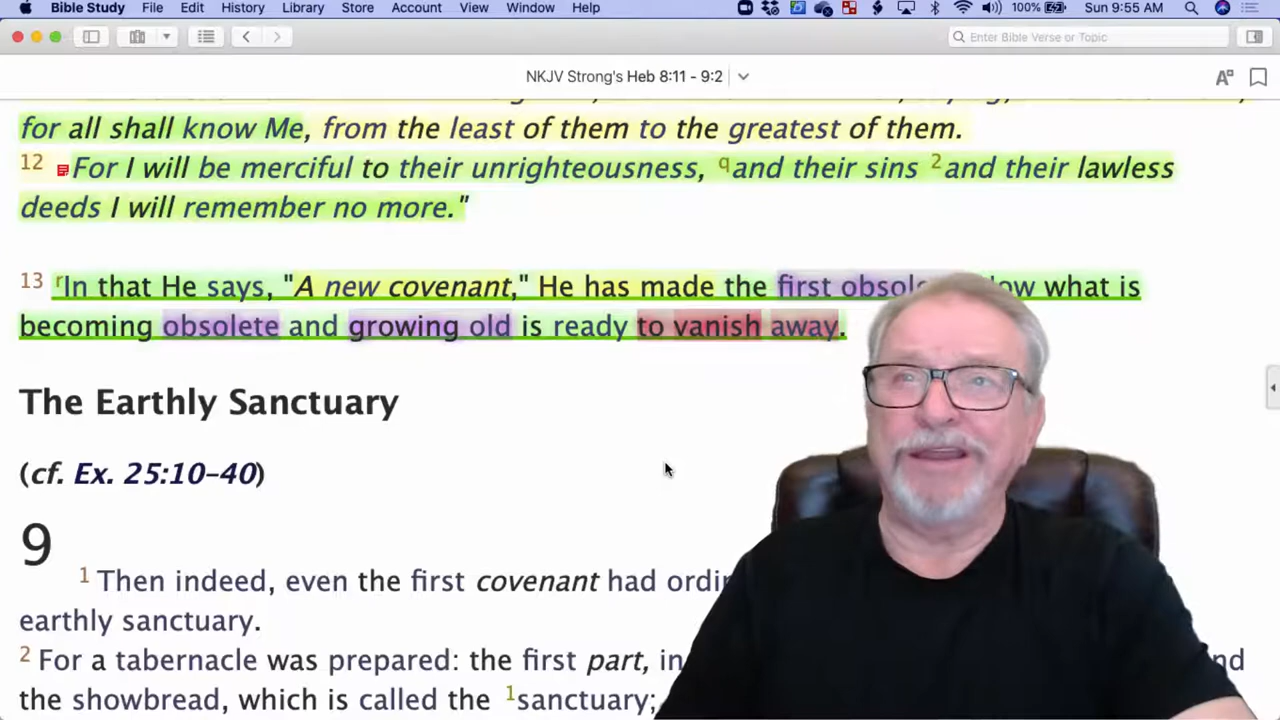 Bible Study File Edit History Library Store Account View Window Help 100% Sun 9:55 AM
Enter Bible Verse or Topic
NKJV Strong's Heb 8:11 - 9:2
for all shall know Me, from the least of them to the greatest of them.
12 For I will be merciful to their unrighteousness, q and their sins 2 and their lawless
deeds I will remember no more."
13 r In that He says, "A new covenant," He has made the first what is
becoming obsolete and growing old is ready to vanish away.
The Earthly Sanctuary
(cf. Ex. 25:10–40)
9
1 Then indeed, even the first covenant had
earthly sanctuary.
2 For a tabernacle was prepared: the first part, in
the showbread, which is called the 1 sanctuary;